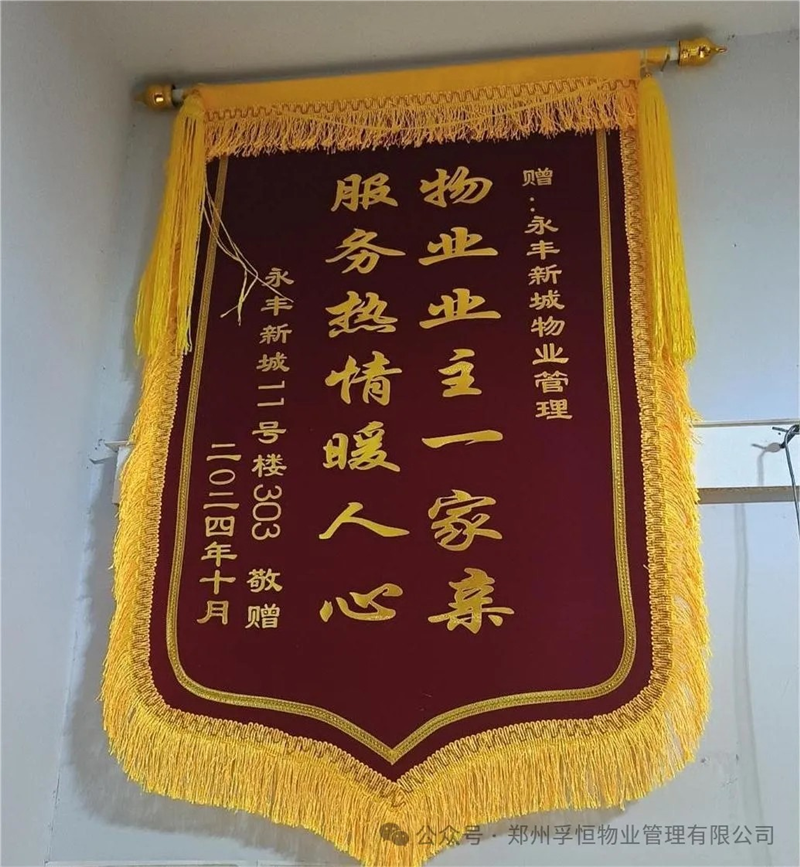 赠:永丰新城物业管理
物业业主一家亲
服务热情暖人心
永丰新城11号楼303 敬赠
二〇二四年十月
公众号·郑州孚恒物业管理有限公司